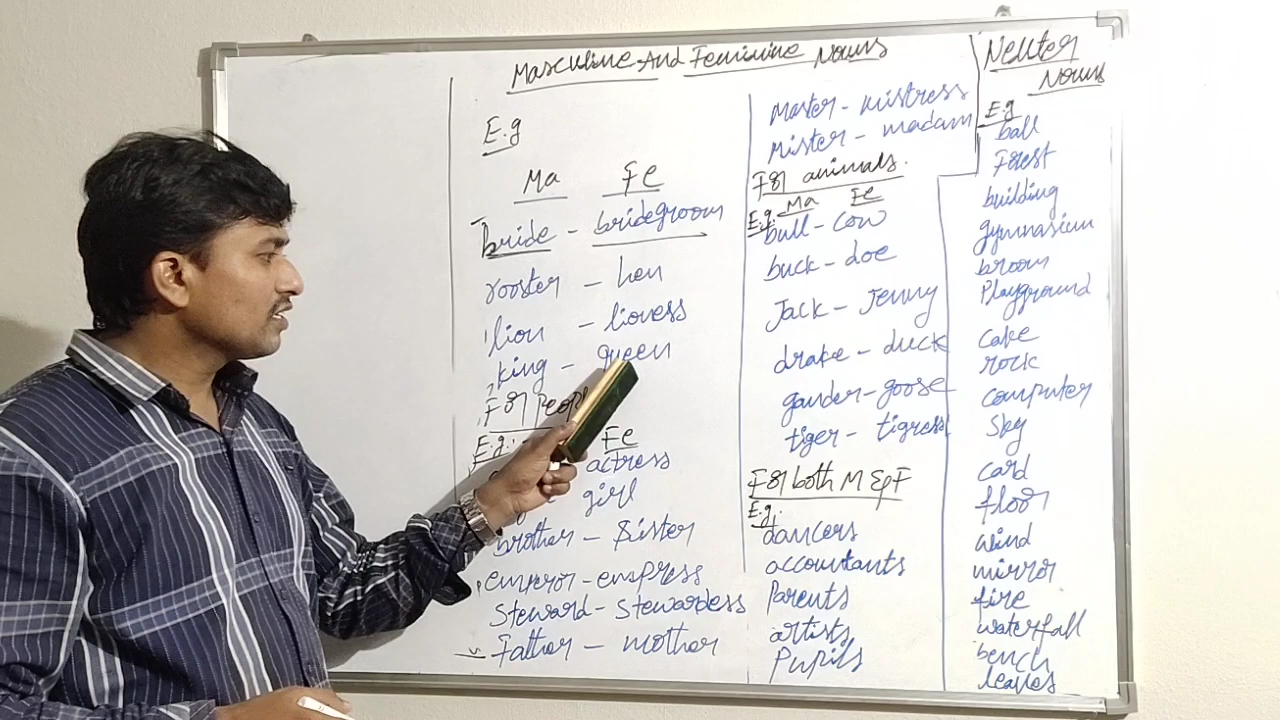 Masculine And Feminine Nouns
E.g
Ma Fe
bride - bridegroom
rooster - hen
lion - lioness
king - queen
For
E.g:- Fe
actress
girl
brother - Sister
emperor - empress
Steward - Stewardess
Father - mother
Master - mistress
Mister - madam
For animals.
E.g. Ma Fe
bull - cow
buck - doe
Jack - Jenny
drake - duck
gander - goose
tiger - tigress
For both M & F
E.g:
dancers
accountants
Parents
artists
Pupils
Neuter
Nouns
E.g
ball
Forest
building
gymnasium
broom
Playground
cake
rock
computer
Sky
card
floor
wind
mirror
fire
waterfall
bench
leaves